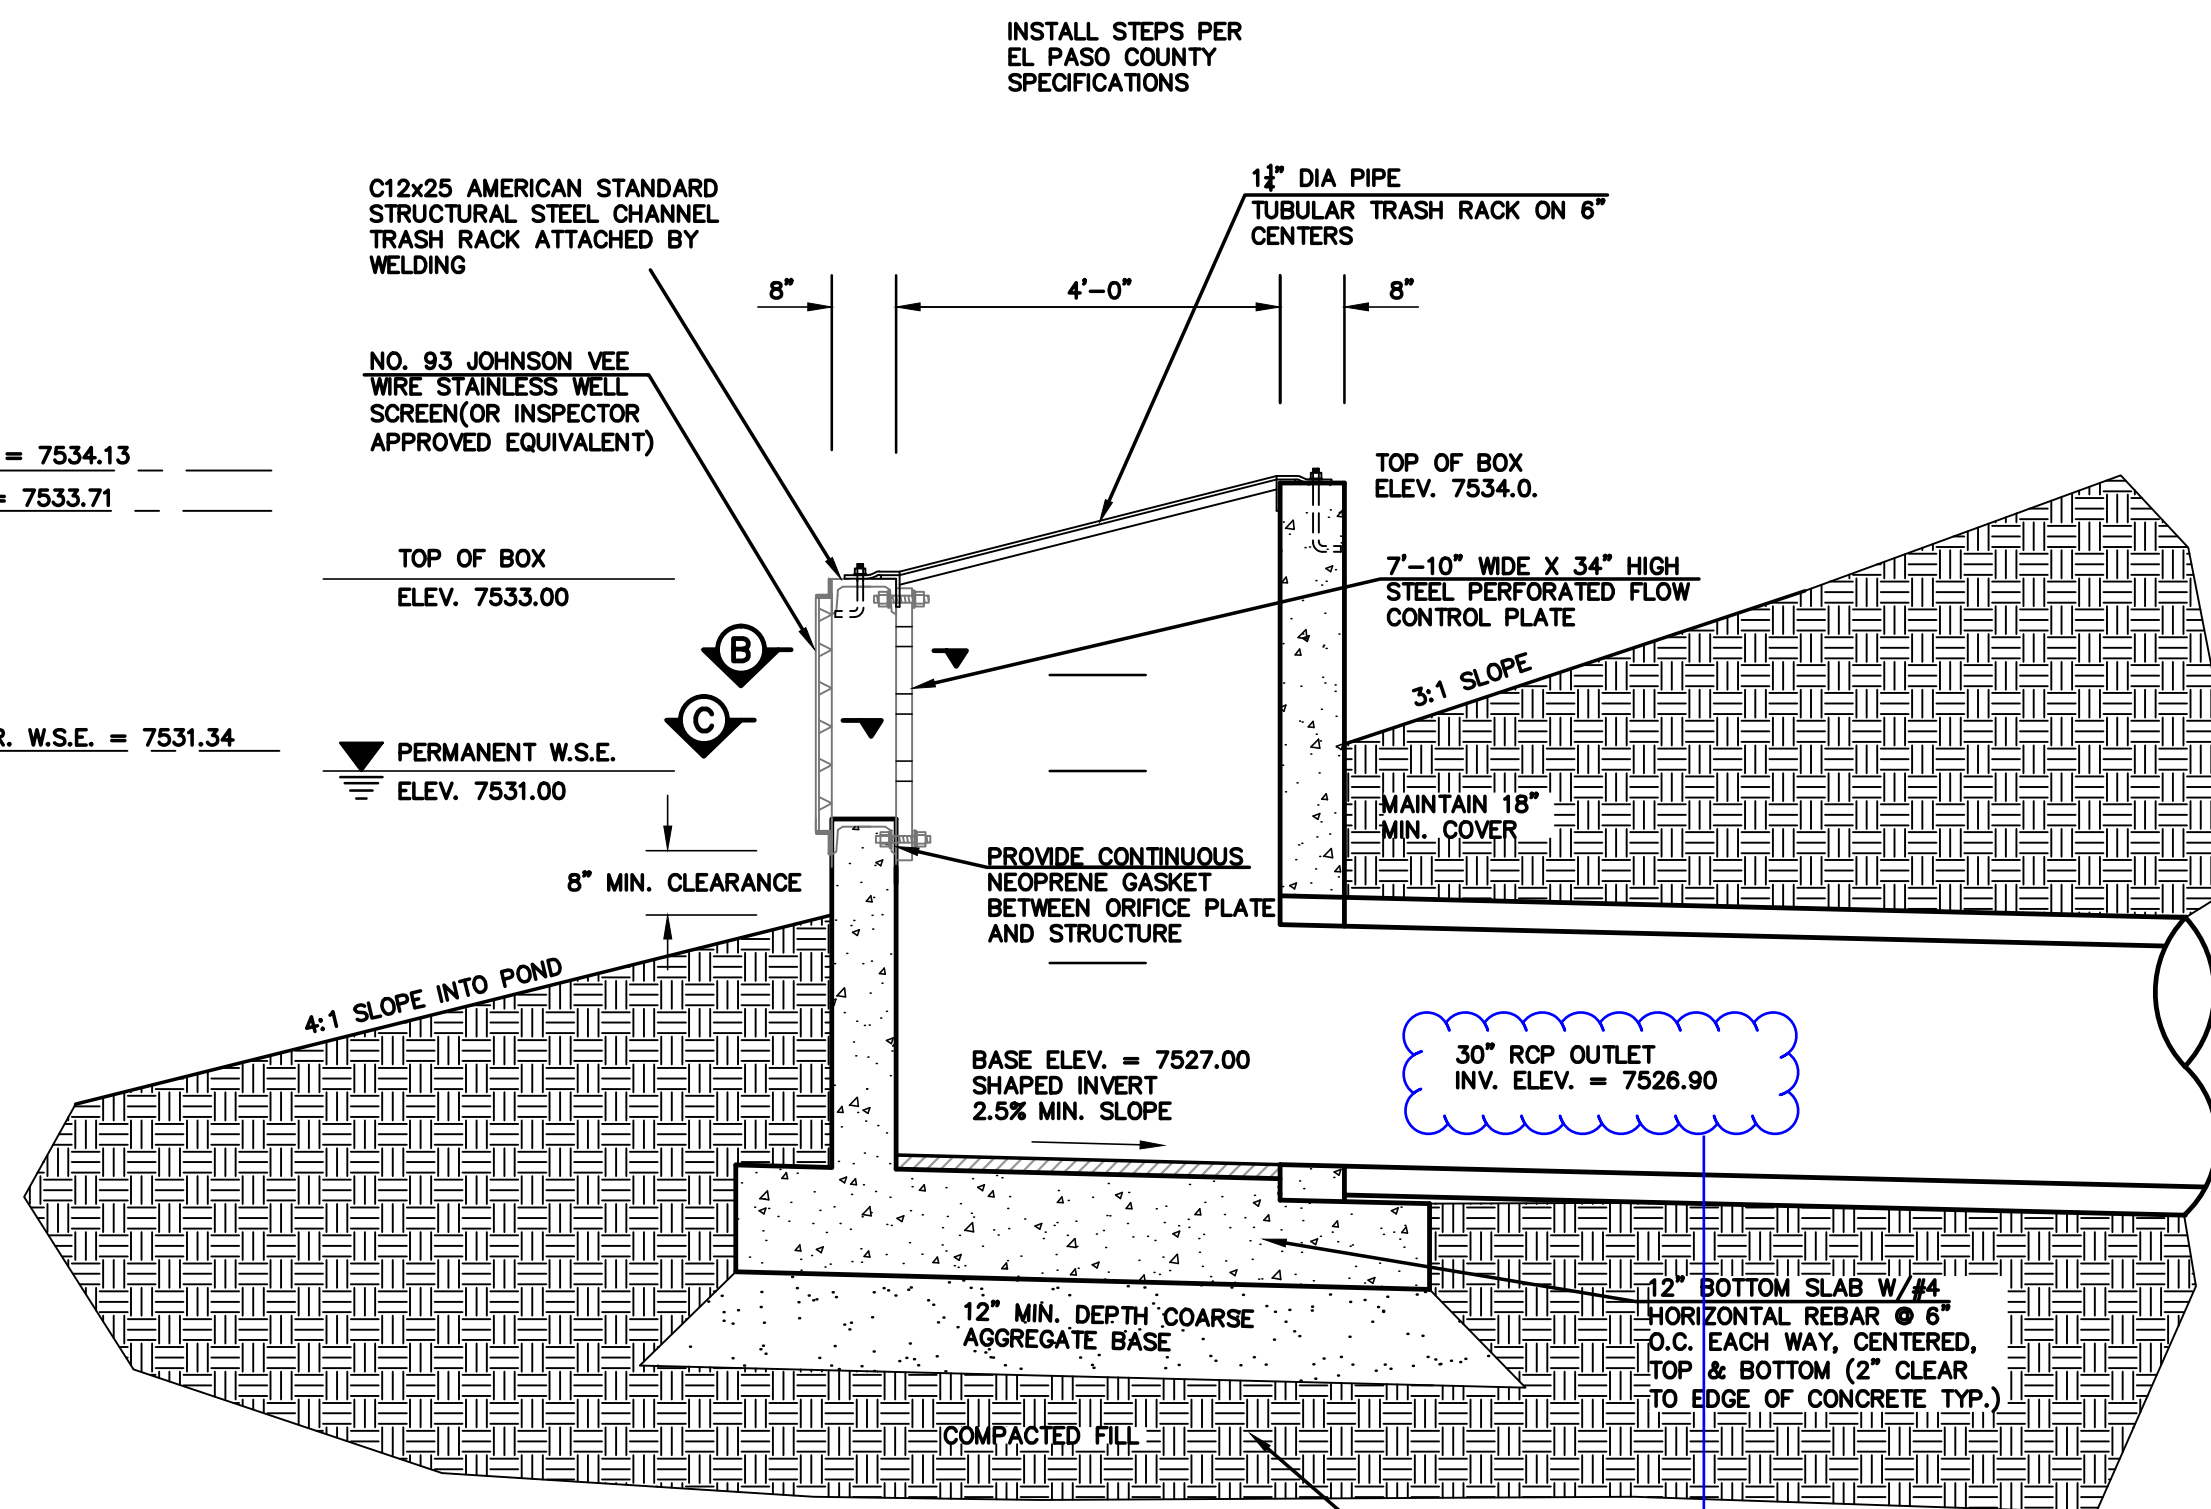 INSTALL STEPS PER
EL PASO COUNTY
SPECIFICATIONS
C12x25 AMERICAN STANDARD
STRUCTURAL STEEL CHANNEL
TRASH RACK ATTACHED BY
WELDING
1¼" DIA PIPE
TUBULAR TRASH RACK ON 6"
CENTERS
8"
4'-0"
8"
NO. 93 JOHNSON VEE
WIRE STAINLESS WELL
SCREEN(OR INSPECTOR
APPROVED EQUIVALENT)
= 7534.13
= 7533.71
TOP OF BOX
ELEV. 7534.0.
TOP OF BOX
ELEV. 7533.00
7'-10" WIDE X 34" HIGH
STEEL PERFORATED FLOW
CONTROL PLATE
B
C
3:1 SLOPE
R. W.S.E. = 7531.34
PERMANENT W.S.E.
ELEV. 7531.00
MAINTAIN 18"
MIN. COVER
8" MIN. CLEARANCE
PROVIDE CONTINUOUS
NEOPRENE GASKET
BETWEEN ORIFICE PLATE
AND STRUCTURE
4:1 SLOPE INTO POND
BASE ELEV. = 7527.00
SHAPED INVERT
2.5% MIN. SLOPE
30" RCP OUTLET
INV. ELEV. = 7526.90
12" MIN. DEPTH COARSE
AGGREGATE BASE
12" BOTTOM SLAB W/#4
HORIZONTAL REBAR @ 6"
O.C. EACH WAY, CENTERED,
TOP & BOTTOM (2" CLEAR
TO EDGE OF CONCRETE TYP.)
COMPACTED FILL